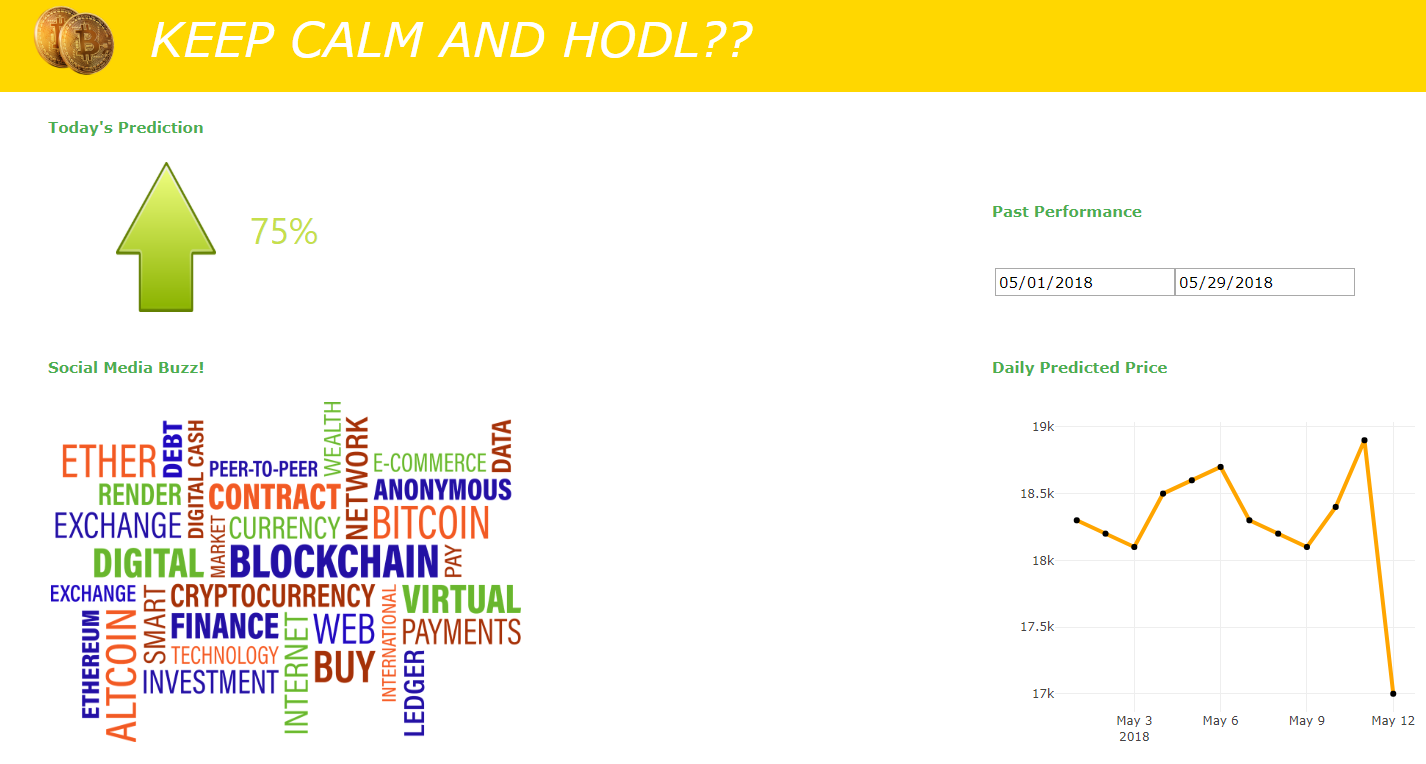 KEEP CALM AND HODL??
Today's Prediction
75%
Past Performance
05/01/2018 05/29/2018
Social Media Buzz!
WEALTH
NETWORK
DATA
DEBT
DIGITAL CASH
ETHER
PEER-TO-PEER
E-COMMERCE
RENDER
CONTRACT
ANONYMOUS
EXCHANGE
MARKET
CURRENCY
BITCOIN
DIGITAL
BLOCKCHAIN
PAY
EXCHANGE
SMART
CRYPTOCURRENCY
INTERNATIONAL
VIRTUAL
ETHEREUM
ALTCOIN
FINANCE
INTERNET
WEB
PAYMENTS
TECHNOLOGY
BUY
LEDGER
INVESTMENT
Daily Predicted Price
19k
18.5k
18k
17.5k
17k
May 3
2018
May 6
May 9
May 12